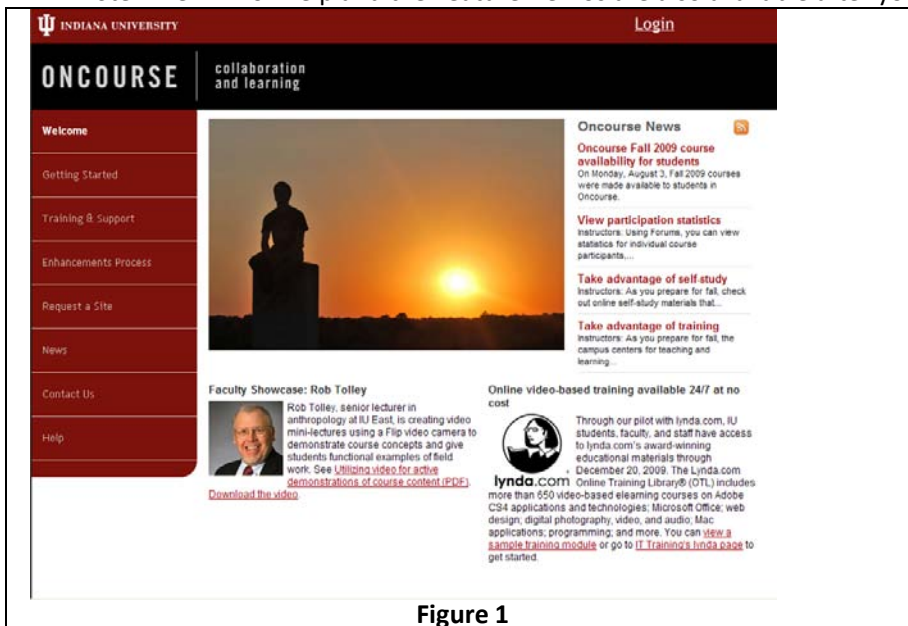 INDIANA UNIVERSITY
Login
ONCOURSE
collaboration
and learning
Welcome
Getting Started
Training & Support
Enhancements Process
Request a Site
News
Contact Us
Help
Oncourse News
Oncourse Fall 2009 course
availability for students
On Monday, August 3, Fall 2009 courses
were made available to students in
Oncourse.
View participation statistics
Instructors: Using Forums, you can view
statistics for individual course
participants,...
Take advantage of self-study
Instructors: As you prepare for fall, check
out online self-study materials that...
Take advantage of training
Instructors: As you prepare for fall, the
campus centers for teaching and
learning...
Faculty Showcase: Rob Tolley
Rob Tolley, senior lecturer in
anthropology at IU East, is creating video
mini-lectures using a Flip video camera to
demonstrate course concepts and give
students functional examples of field
work. See Utilizing video for active
demonstrations of course content (PDF).
Download the video.
Online video-based training available 24/7 at no
cost
Through our pilot with lynda.com, IU
students, faculty, and staff have access
to lynda.com's award-winning
educational materials through
December 20, 2009. The Lynda.com
lynda.com Online Training Library® (OTL) includes
more than 650 video-based elearning courses on Adobe
CS4 applications and technologies; Microsoft Office; web
design; digital photography, video, and audio; Mac
applications; programming; and more. You can view a
sample training module or go to IT Training's lynda page to
get started.
Figure 1